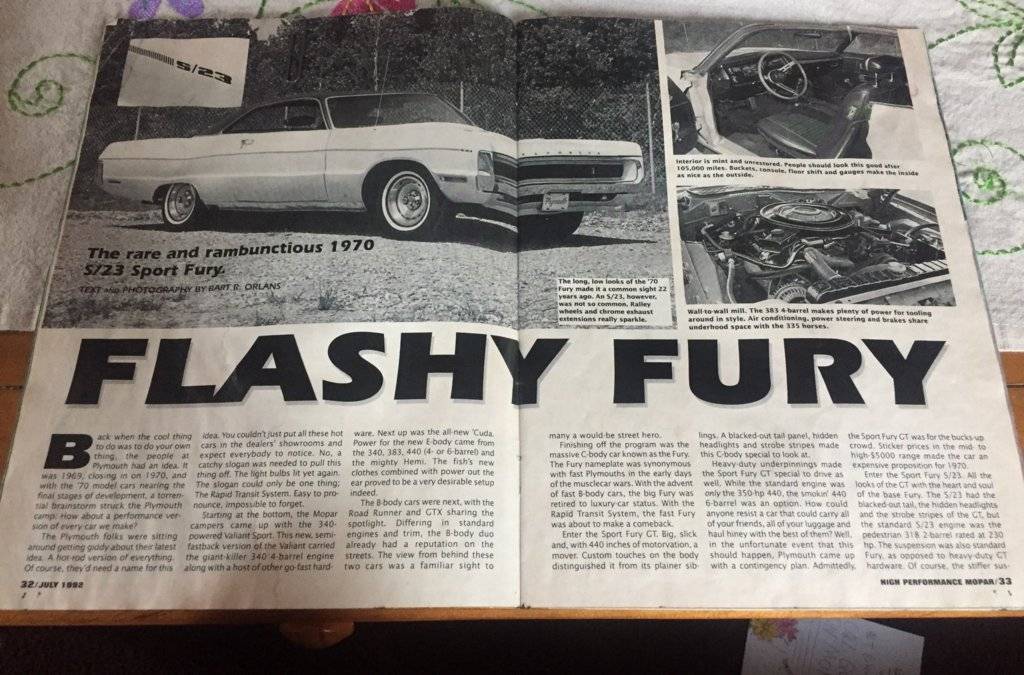 S/23
The rare and rambunctious 1970
S/23 Sport Fury.
TEXT AND PHOTOGRAPHY BY BART R. ORLANS
The long, low looks of the '70
Fury made it a common sight 22
years ago. An S/23, however,
was not so common. Ralley
wheels and chrome exhaust
extensions really sparkle.
Interior is mint and unrestored. People should look this good after
105,000 miles. Buckets, console, floor shift and gauges make the inside
as nice as the outside.
Wall-to-wall mill. The 383 4-barrel makes plenty of power for tooling
around in style. Air conditioning, power steering and brakes share
underhood space with the 335 horses.
FLASHY FURY
Back when the cool thing
to do was to do your own
thing, the people at
Plymouth had an idea. It
was 1969, closing in on 1970, and
with the '70 model cars nearing the
final stages of development, a torren-
tial brainstorm struck the Plymouth
camp. How about a performance ver-
sion of every car we make?
The Plymouth folks were sitting
around getting giddy about their latest
idea. A hot-rod version of everything.
Of course, they'd need a name for this
idea. You couldn't just put all these hot
cars in the dealers' showrooms and
expect everybody to notice. No, a
catchy slogan was needed to pull this
thing off. The light bulbs lit yet again.
The slogan could only be one thing;
The Rapid Transit System. Easy to pro-
nounce, impossible to forget.
Starting at the bottom, the Mopar
campers came up with the 340-
powered Valiant Sport. This new, semi-
fastback version of the Valiant carried
the giant-killer 340 4-barrel engine
along with a host of other go-fast hard-
ware. Next up was the all-new 'Cuda.
Power for the new E-body came from
the 340, 383, 440 (4- or 6-barrel) and
the mighty Hemi. The fish's new
clothes combined with power out the
ear proved to be a very desirable setup
indeed.
The B-body cars were next, with the
Road Runner and GTX sharing the
spotlight. Differing in standard
engines and trim, the B-body duo
already had a reputation on the
streets. The view from behind these
two cars was a familiar sight to
many a would-be street hero.
Finishing off the program was the
massive C-body car known as the Fury.
The Fury nameplate was synonymous
with fast Plymouths in the early days
of the musclecar wars. With the advent
of fast B-body cars, the big Fury was
retired to luxury-car status. With the
Rapid Transit System, the fast Fury
was about to make a comeback.
Enter the Sport Fury GT. Big, slick
and, with 440 inches of motorvation, a
mover. Custom touches on the body
distinguished it from its plainer sib-
lings. A blacked-out tail panel, hidden
headlights and strobe stripes made
this C-body special to look at.
Heavy-duty underpinnings made
the Sport Fury GT special to drive as
well. While the standard engine was
only the 350-hp 440, the smokin' 440
6-barrel was an option. How could
anyone resist a car that could carry all
of your friends, all of your luggage and
haul hiney with the best of them? Well,
in the unfortunate event that this
should happen, Plymouth came up
with a contingency plan. Admittedly,
the Sport Fury GT was for the bucks-up
crowd. Sticker prices in the mid- to
high-$5000 range made the car an
expensive proposition for 1970.
Enter the Sport Fury S/23. All the
looks of the GT with the heart and soul
of the base Fury. The S/23 had the
blacked-out tail, the hidden headlights
and the strobe stripes of the GT, but
the standard S/23 engine was the
pedestrian 318 2-barrel rated at 230
hp. The suspension was also standard
Fury, as opposed to heavy-duty GT
hardware. Of course, the stiffer sus-
32/JULY 1992
HIGH PERFORMANCE MOPAR/33